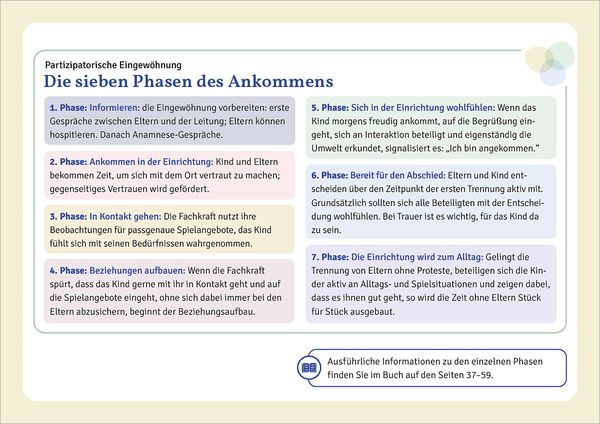 Partizipatorische Eingewöhnung
Die sieben Phasen des Ankommens
1. Phase: Informieren: die Eingewöhnung vorbereiten: erste
Gespräche zwischen Eltern und der Leitung; Eltern können
hospitieren. Danach Anamnese-Gespräche.
2. Phase: Ankommen in der Einrichtung: Kind und Eltern
bekommen Zeit, um sich mit dem Ort vertraut zu machen;
gegenseitiges Vertrauen wird gefördert.
3. Phase: In Kontakt gehen: Die Fachkraft nutzt ihre
Beobachtungen für passgenaue Spielangebote, das Kind
fühlt sich mit seinen Bedürfnissen wahrgenommen.
4. Phase: Beziehungen aufbauen: Wenn die Fachkraft
spürt, dass das Kind gerne mit ihr in Kontakt geht und auf
die Spielangebote eingeht, ohne sich dabei immer bei den
Eltern abzusichern, beginnt der Beziehungsaufbau.
5. Phase: Sich in der Einrichtung wohlfühlen: Wenn das
Kind morgens freudig ankommt, auf die Begrüßung ein-
geht, sich an Interaktion beteiligt und eigenständig die
Umwelt erkundet, signalisiert es: „Ich bin angekommen.“
6. Phase: Bereit für den Abschied: Eltern und Kind ent-
scheiden über den Zeitpunkt der ersten Trennung aktiv mit.
Grundsätzlich sollten sich alle Beteiligten mit der Entschei-
dung wohlfühlen. Bei Trauer ist es wichtig, für das Kind da
zu sein.
7. Phase: Die Einrichtung wird zum Alltag: Gelingt die
Trennung von Eltern ohne Proteste, beteiligen sich die Kin-
der aktiv an Alltags- und Spielsituationen und zeigen dabei,
dass es ihnen gut geht, so wird die Zeit ohne Eltern Stück
für Stück ausgebaut.
Ausführliche Informationen zu den einzelnen Phasen
finden Sie im Buch auf den Seiten 37–59.